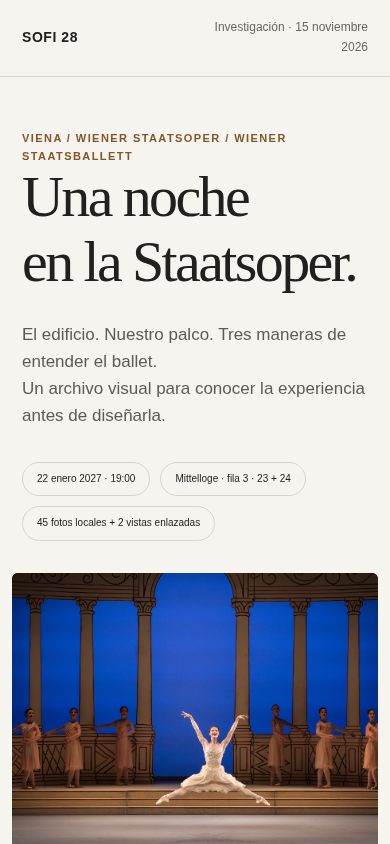 SOFI 28
Investigación · 15 noviembre
2026
VIENA / WIENER STAATSOPER / WIENER
STAATSBALLETT
Una noche
en la Staatsoper.
El edificio. Nuestro palco. Tres maneras de
entender el ballet.
Un archivo visual para conocer la experiencia
antes de diseñarla.
22 enero 2027 · 19:00
Mittelloge · fila 3 · 23 + 24
45 fotos locales + 2 vistas enlazadas